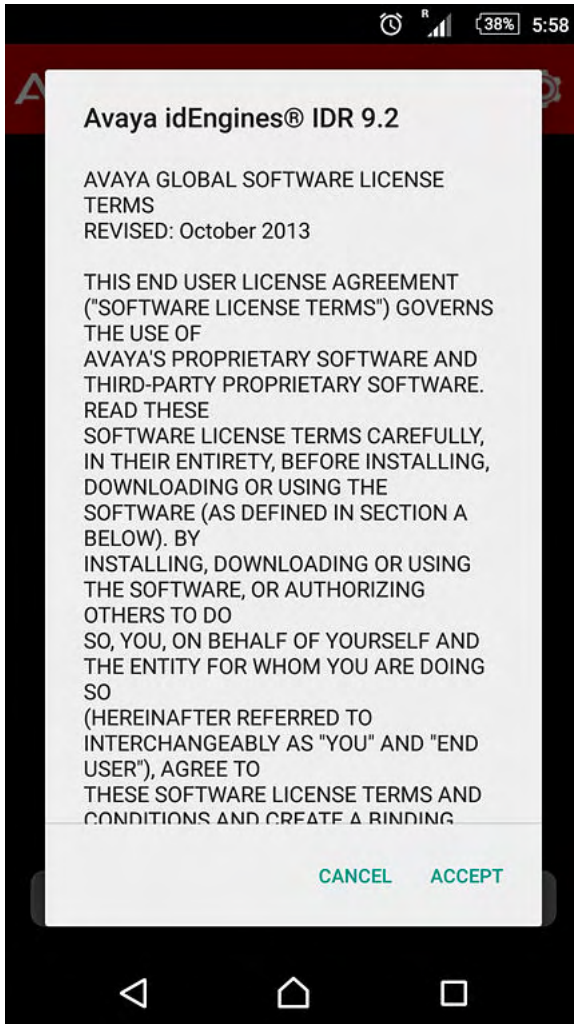 R
38%
5:58
A
Avaya idEngines® IDR 9.2
AVAYA GLOBAL SOFTWARE LICENSE
TERMS
REVISED: October 2013
THIS END USER LICENSE AGREEMENT
("SOFTWARE LICENSE TERMS") GOVERNS
THE USE OF
AVAYA'S PROPRIETARY SOFTWARE AND
THIRD-PARTY PROPRIETARY SOFTWARE.
READ THESE
SOFTWARE LICENSE TERMS CAREFULLY,
IN THEIR ENTIRETY, BEFORE INSTALLING,
DOWNLOADING OR USING THE
SOFTWARE (AS DEFINED IN SECTION A
BELOW). BY
INSTALLING, DOWNLOADING OR USING
THE SOFTWARE, OR AUTHORIZING
OTHERS TO DO
SO, YOU, ON BEHALF OF YOURSELF AND
THE ENTITY FOR WHOM YOU ARE DOING
SO
(HEREINAFTER REFERRED TO
INTERCHANGEABLY AS "YOU" AND "END
USER"), AGREE TO
THESE SOFTWARE LICENSE TERMS AND
CONDITIONS AND CREATE A BINDING
CANCEL
ACCEPT